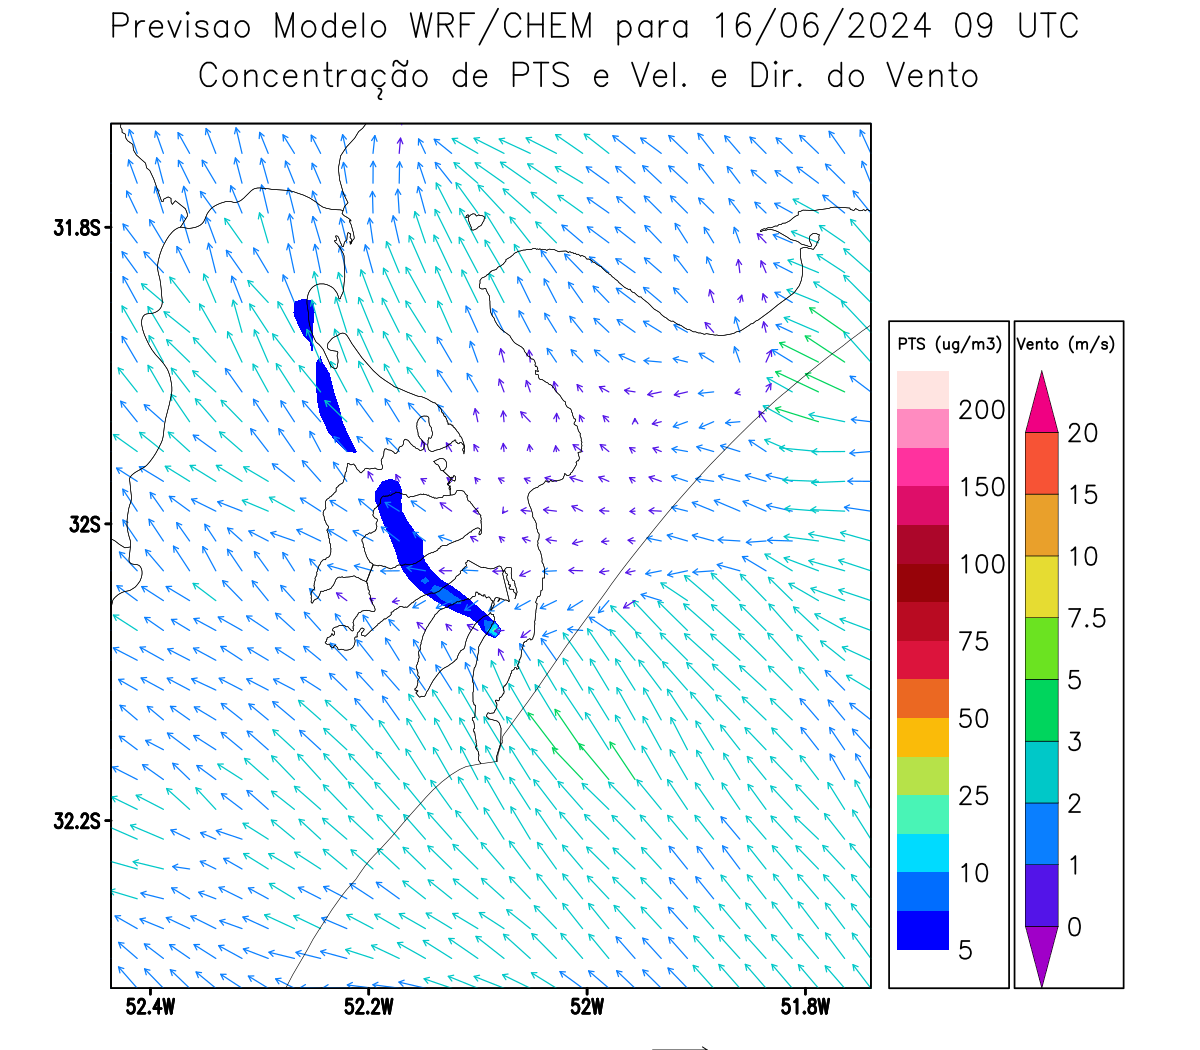 Previsao Modelo WRF/CHEM para 16/06/2024 09 UTC
Concentração de PTS e Vel. e Dir. do Vento
31.8S
32S
32.2S
52.4W
52.2W
52W
51.8W
PTS (ug/m3)
200
150
100
75
50
25
10
5
Vento (m/s)
20
15
10
7.5
5
3
2
1
0